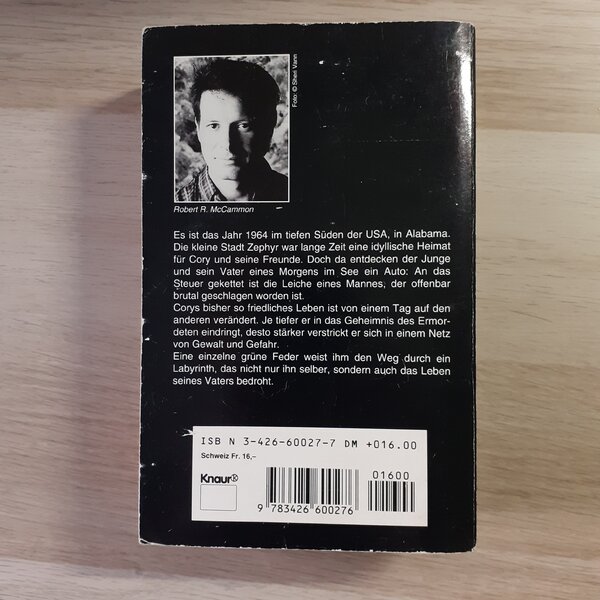 Foto: © Sheri Vann
Robert R. McCammon
Es ist das Jahr 1964 im tiefen Süden der USA, in Alabama.
Die kleine Stadt Zephyr war lange Zeit eine idyllische Heimat
für Cory und seine Freunde. Doch da entdecken der Junge
und sein Vater eines Morgens im See ein Auto: An das
Steuer gekettet ist die Leiche eines Mannes, der offenbar
brutal geschlagen worden ist.
Corys bisher so friedliches Leben ist von einem Tag auf den
anderen verändert. Je tiefer er in das Geheimnis des Ermor-
deten eindringt, desto stärker verstrickt er sich in einem Netz
von Gewalt und Gefahr.
Eine einzelne grüne Feder weist ihm den Weg durch ein
Labyrinth, das nicht nur ihn selber, sondern auch das Leben
seines Vaters bedroht.
ISB N 3-426-60027-7 DM +016.00
Schweiz Fr. 16,–
Knaur®
01600
9 783426 600276